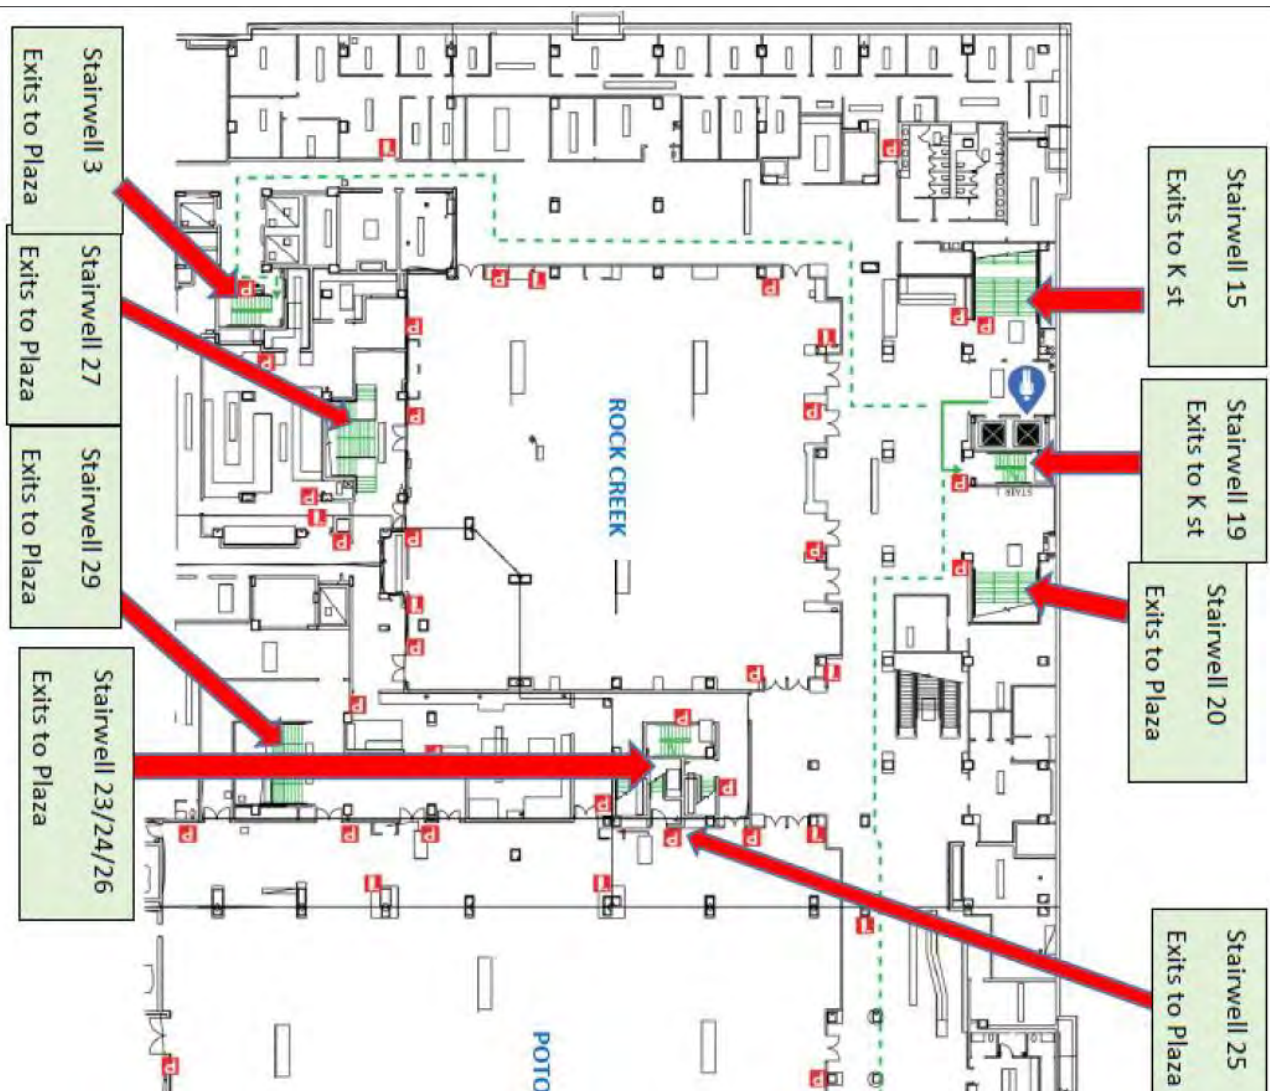 Stairwell 3
Exits to Plaza
Stairwell 27
Exits to Plaza
Stairwell 29
Exits to Plaza
Stairwell 23/24/26
Exits to Plaza
Stairwell 15
Exits to K st
Stairwell 19
Exits to K st
Stairwell 20
Exits to Plaza
Stairwell 25
Exits to Plaza
ROCK CREEK
STAIR 1
POTO